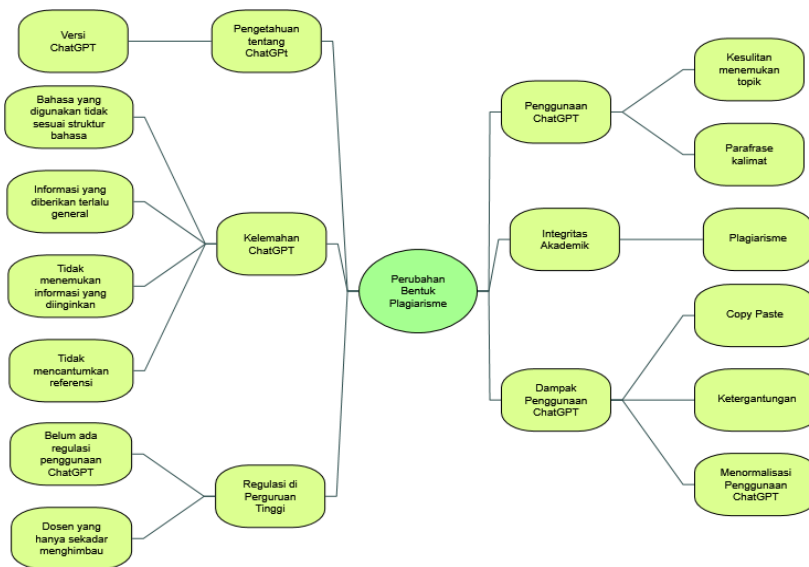 Versi
ChatGPT
Pengetahuan
tentang
ChatGPt
Bahasa yang
digunakan tidak
sesuai struktur
bahasa
Informasi yang
diberikan terlalu
general
Tidak
menemukan
informasi yang
diinginkan
Tidak
mencantumkan
referensi
Kelemahan
ChatGPT
Belum ada
regulasi
penggunaan
ChatGPT
Dosen yang
hanya sekadar
menghimbau
Regulasi di
Perguruan
Tinggi
Perubahan
Bentuk
Plagiarisme
Penggunaan
ChatGPT
Kesulitan
menemukan
topik
Parafrase
kalimat
Integritas
Akademik
Plagiarisme
Dampak
Penggunaan
ChatGPT
Copy Paste
Ketergantungan
Menormalisasi
Penggunaan
ChatGPT